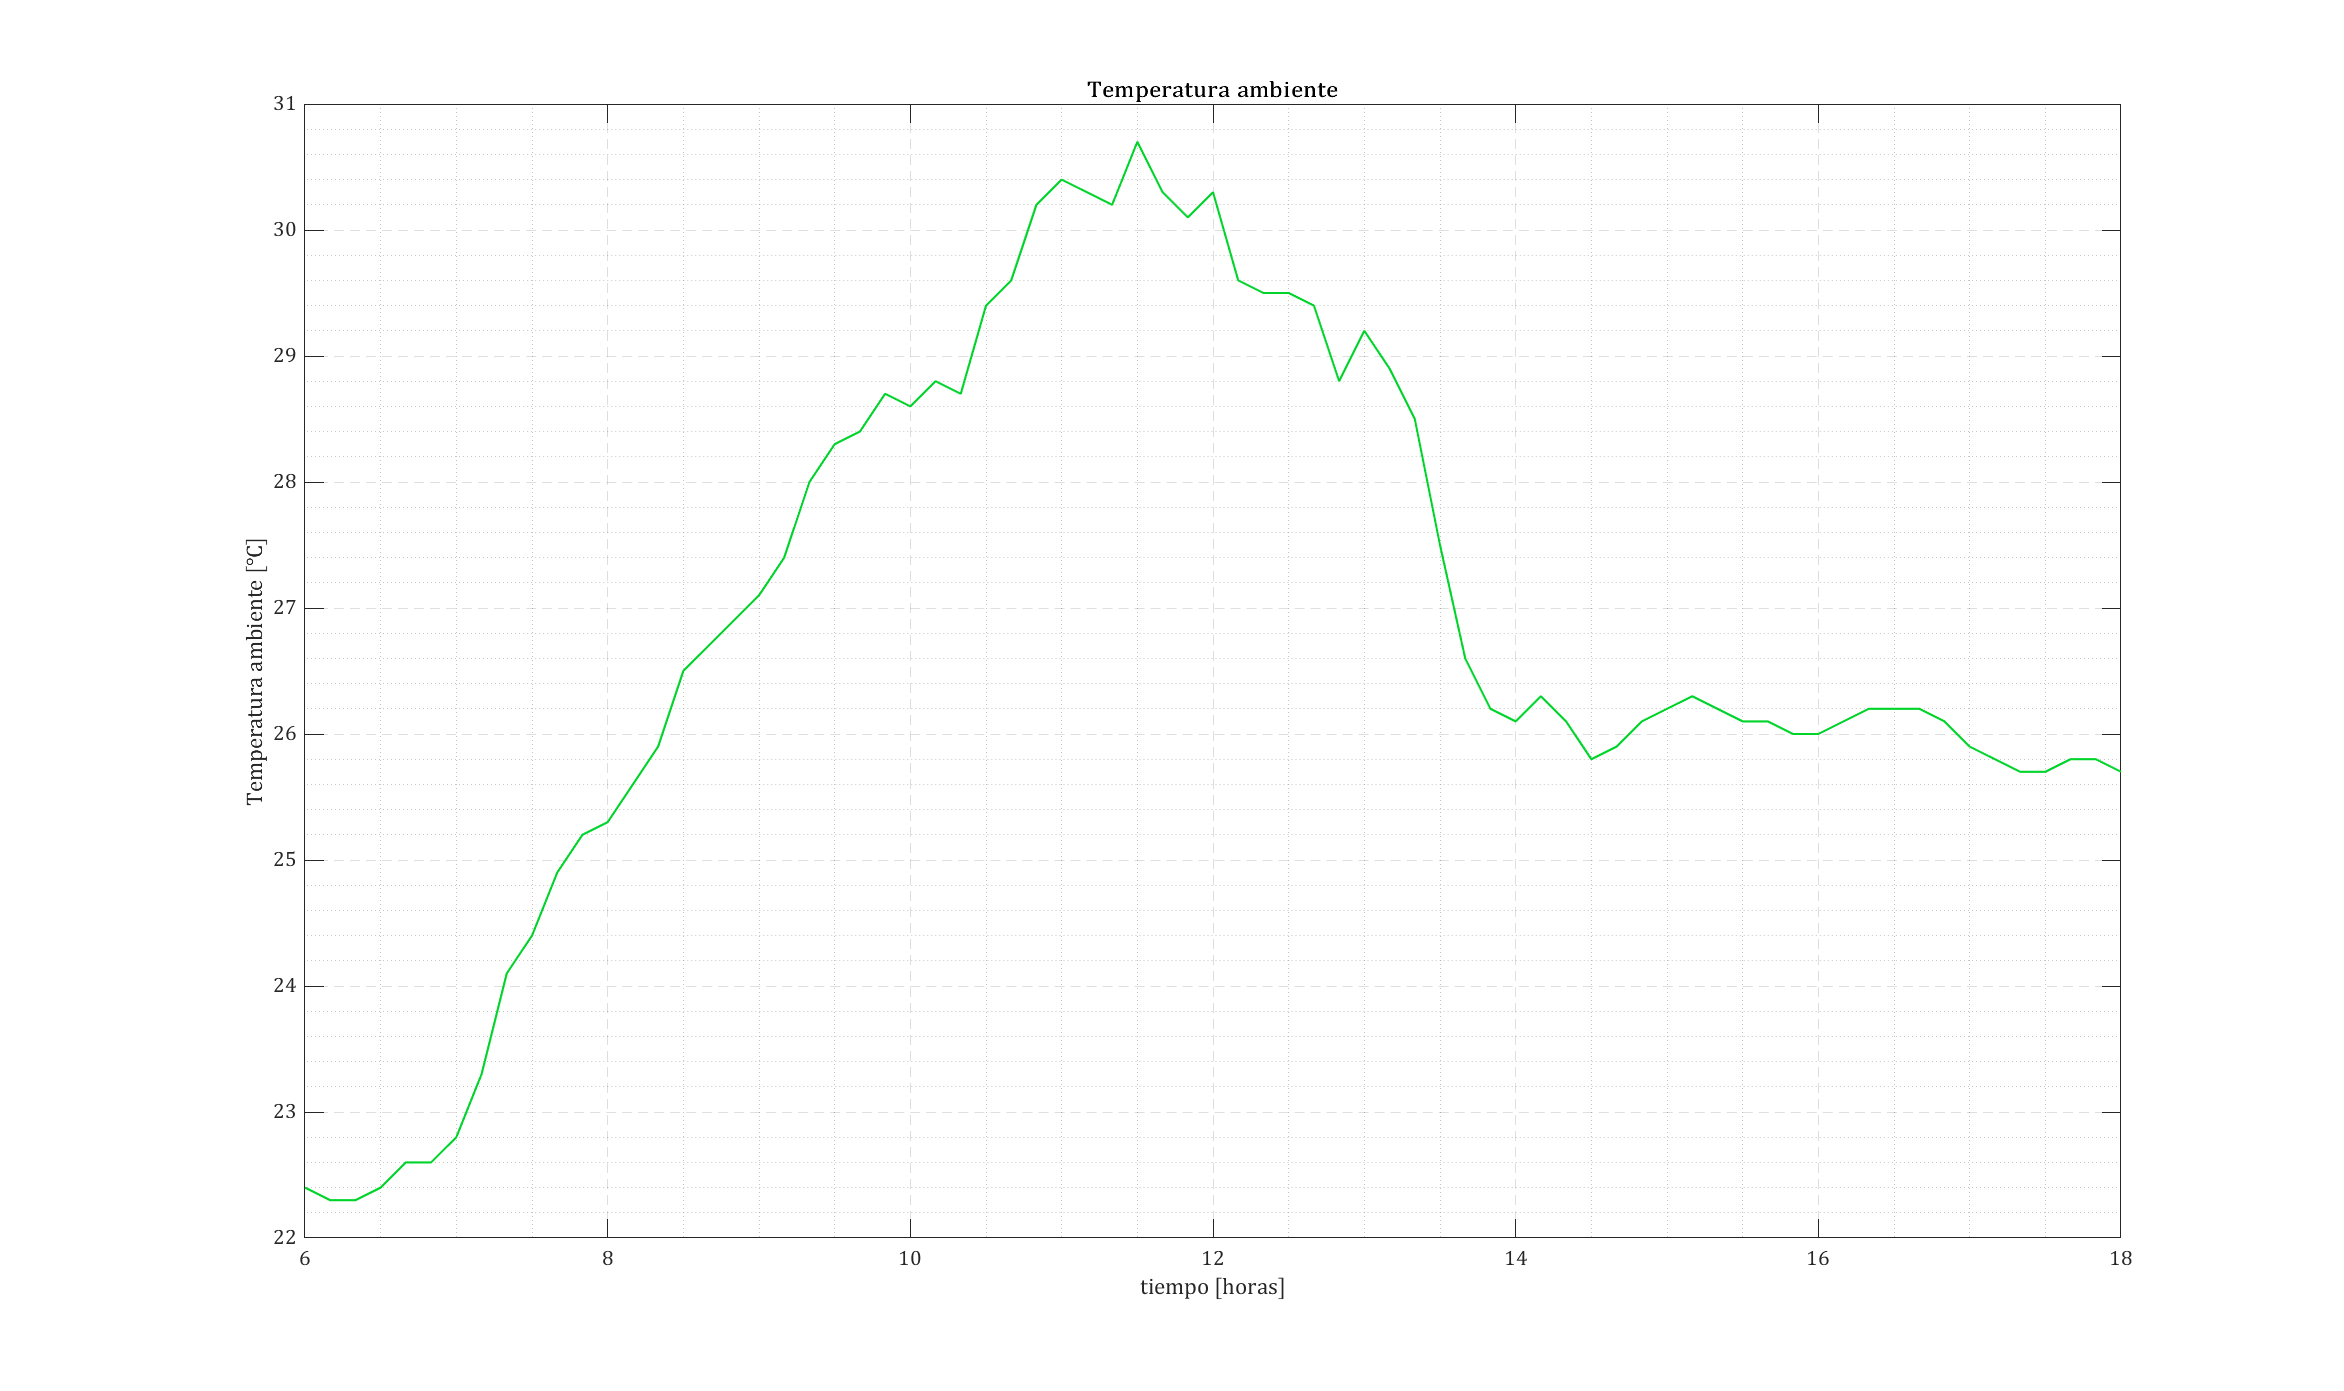 Temperatura ambiente
31
30
29
28
27
26
25
24
23
22
Temperatura ambiente [°C]
6 8 10 12 14 16 18
tiempo [horas]